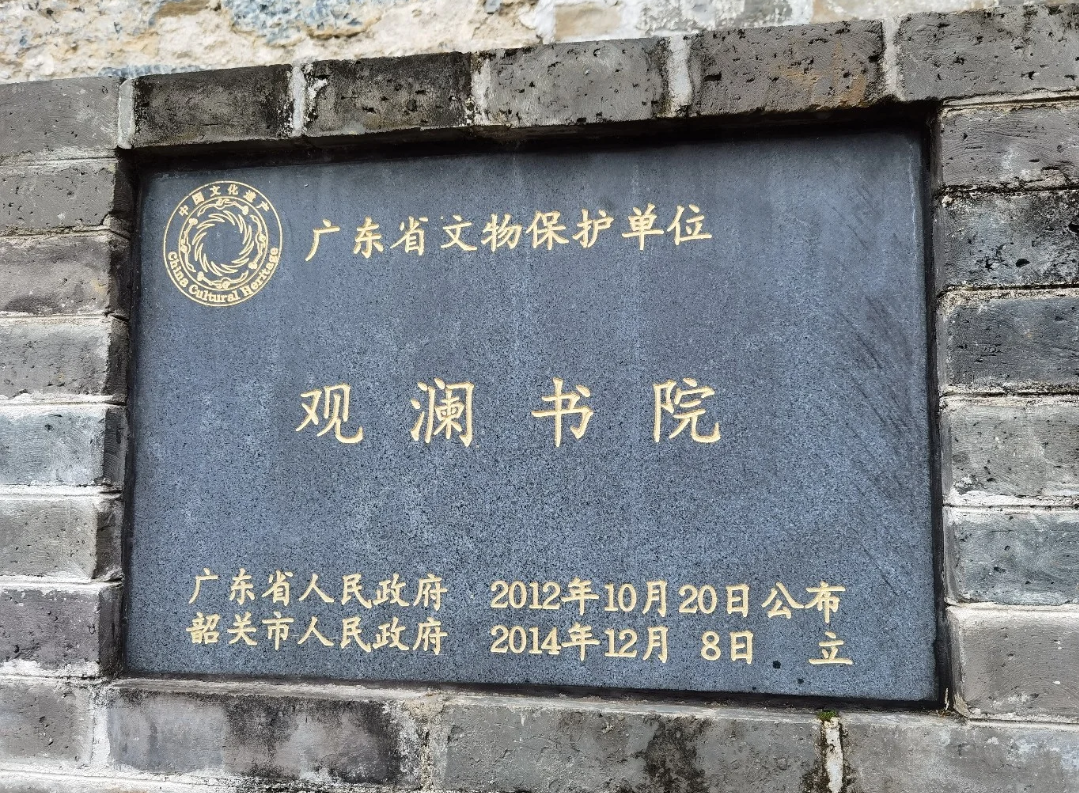 中国文化遗产
China Cultural Heritage
广东省文物保护单位
观澜书院
广东省人民政府 2012年10月20日公布
韶关市人民政府 2014年12月 8日 立